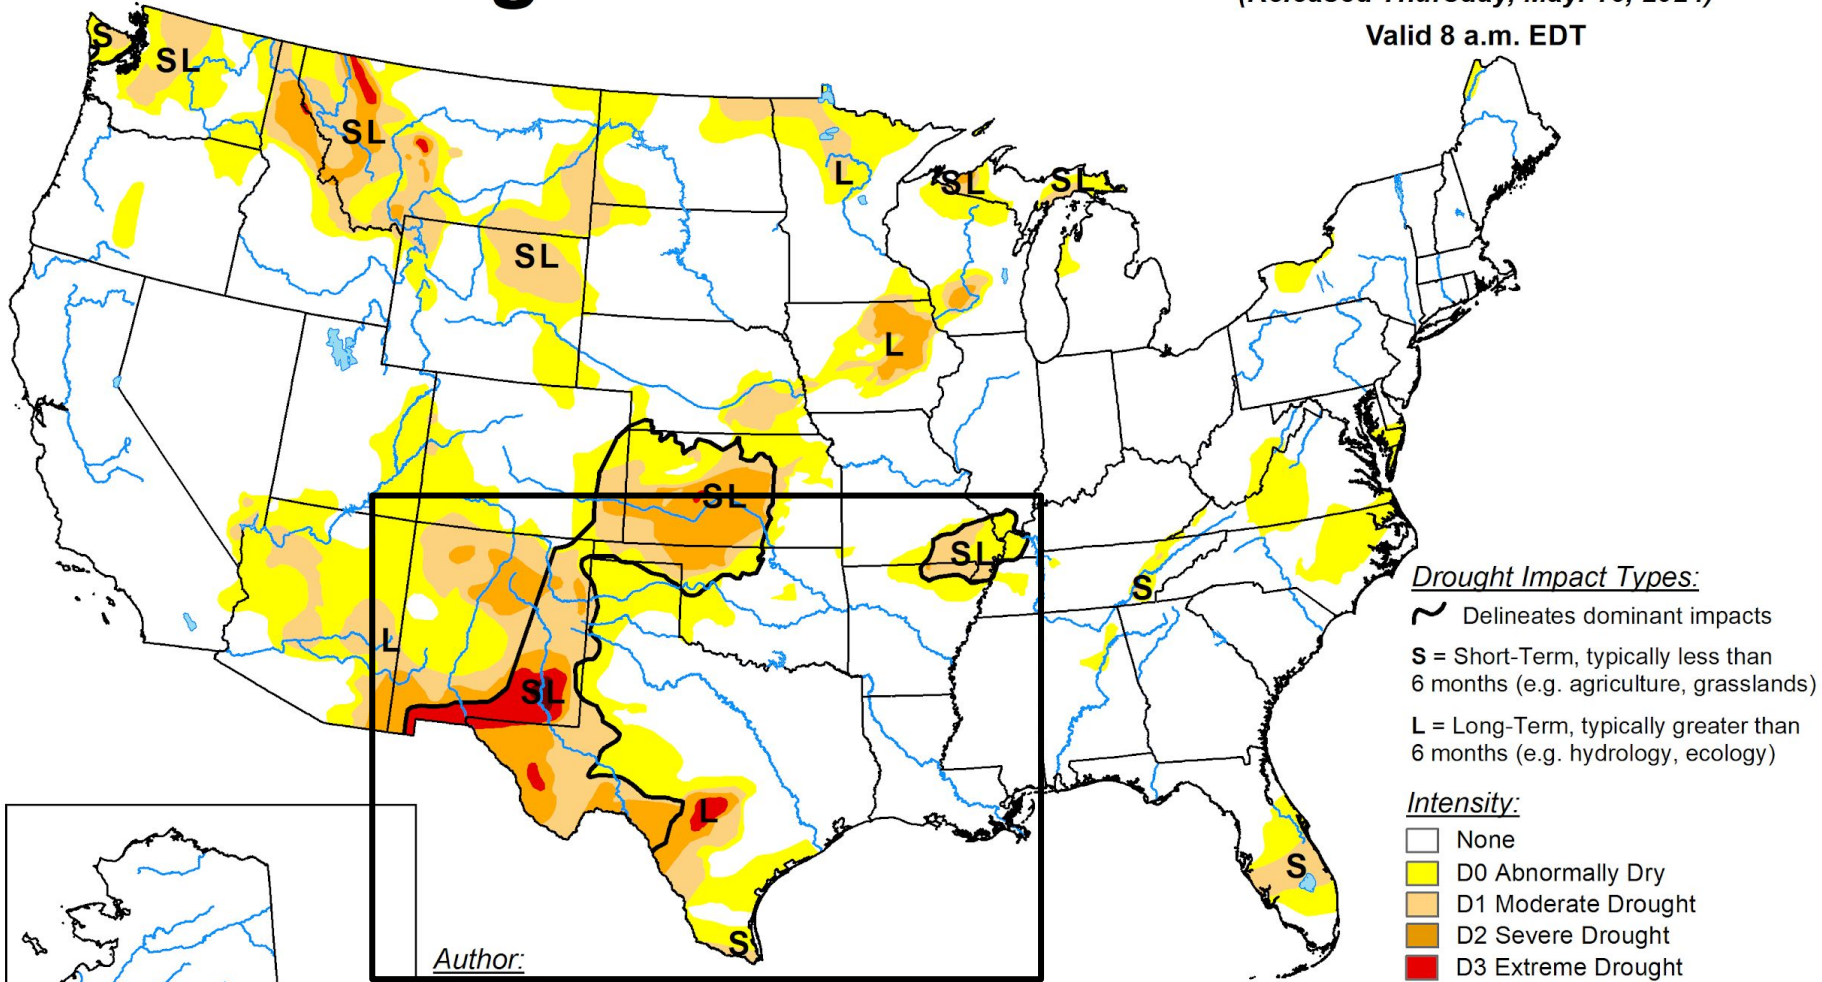 Valid 8 a.m. EDT
S
SL
SL
L
SL
SL
SL
L
SL
SL
S
L
SL
L
S
S
Drought Impact Types:
Delineates dominant impacts
S = Short-Term, typically less than
6 months (e.g. agriculture, grasslands)
L = Long-Term, typically greater than
6 months (e.g. hydrology, ecology)
Intensity:
None
D0 Abnormally Dry
D1 Moderate Drought
D2 Severe Drought
D3 Extreme Drought
Author: